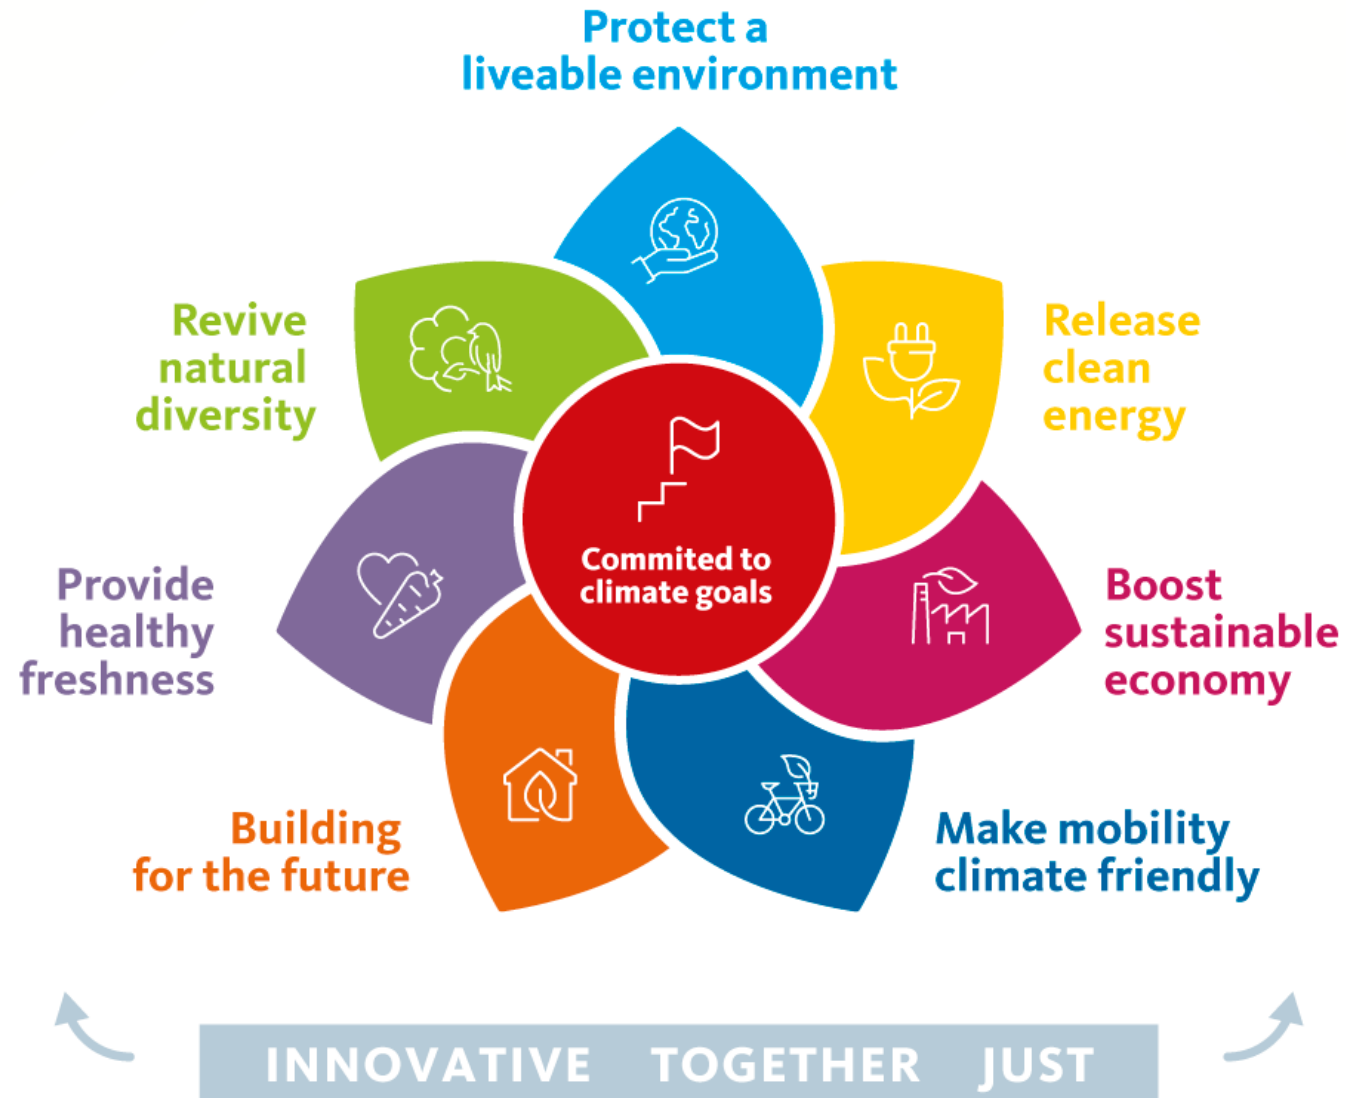 Protect a
liveable environment
Revive
natural
diversity
Release
clean
energy
Commited to
climate goals
Provide
healthy
freshness
Boost
sustainable
economy
Building
for the future
Make mobility
climate friendly
INNOVATIVE TOGETHER JUST